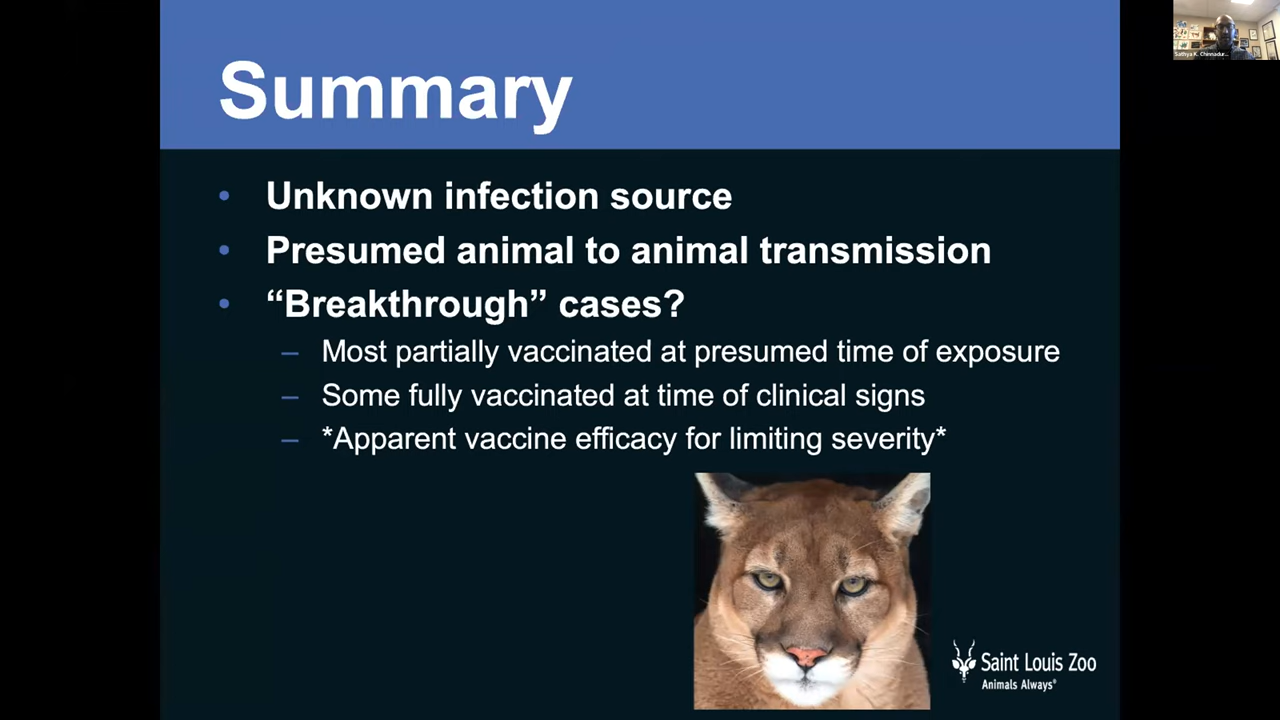 Sathya K. Chinnadur...
Summary
• Unknown infection source
• Presumed animal to animal transmission
• “Breakthrough” cases?
– Most partially vaccinated at presumed time of exposure
– Some fully vaccinated at time of clinical signs
– *Apparent vaccine efficacy for limiting severity*
Saint Louis Zoo
Animals Always®